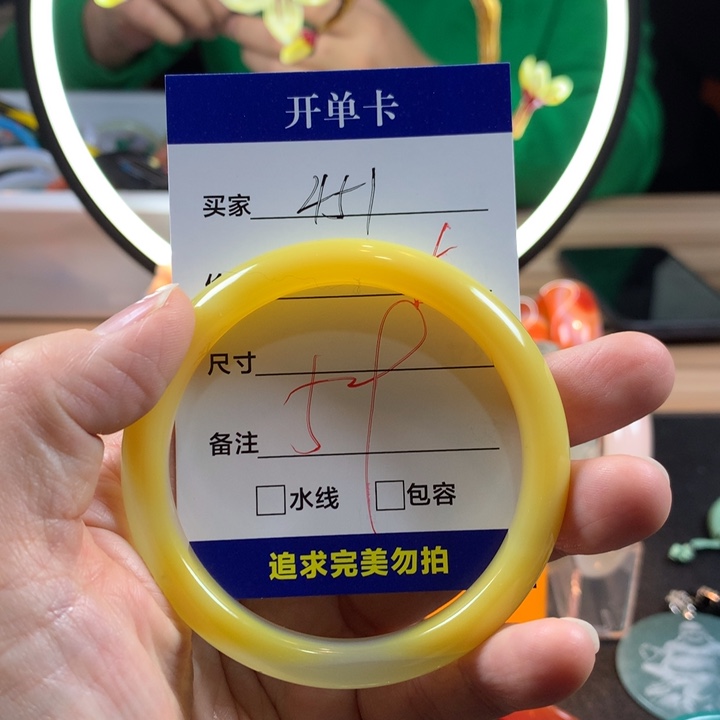 开单卡
买家 451
尺寸
备注
□水线 □包容
追求完美勿拍